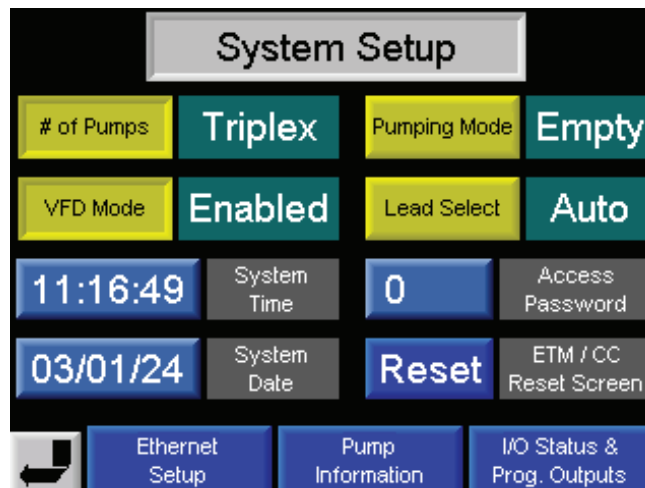 System Setup
# of Pumps
Triplex
Pumping Mode
Empty
VFD Mode
Enabled
Lead Select
Auto
11:16:49
System
Time
0
Access
Password
03/01/24
System
Date
Reset
ETM / CC
Reset Screen
Ethernet
Setup
Pump
Information
I/O Status &
Prog. Outputs